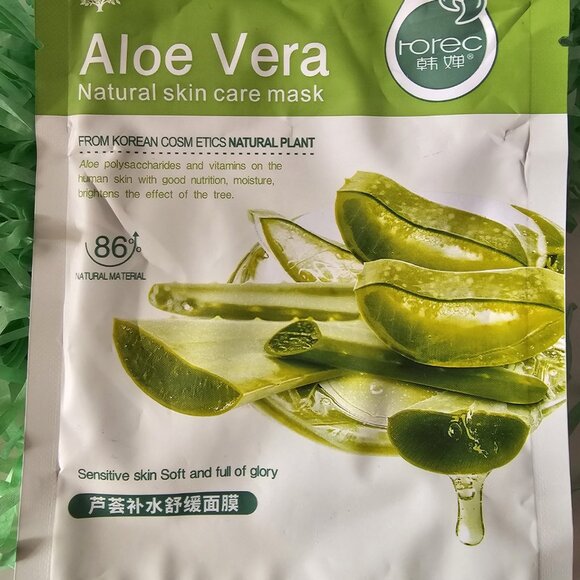 Aloe Vera
Natural skin care mask
rorec
韩婵®
FROM KOREAN COSM ETICS NATURAL PLANT
Aloe polysaccharides and vitamins on the
human skin with good nutrition, moisture,
brightens the effect of the tree.
86%
NATURAL MATERIAL
Sensitive skin Soft and full of glory
芦荟补水舒缓面膜